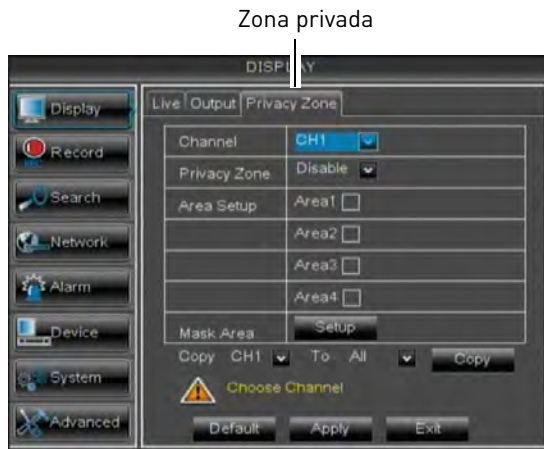 Zona privada
DISPLAY
Display
Record
Search
Network
Alarm
Device
System
Advanced
Live Output Privacy Zone
Channel CH1
Privacy Zone Disable
Area Setup Area1
Area2
Area3
Area4
Mask Area Setup
Copy CH1 To All Copy
Choose Channel
Default Apply Exit